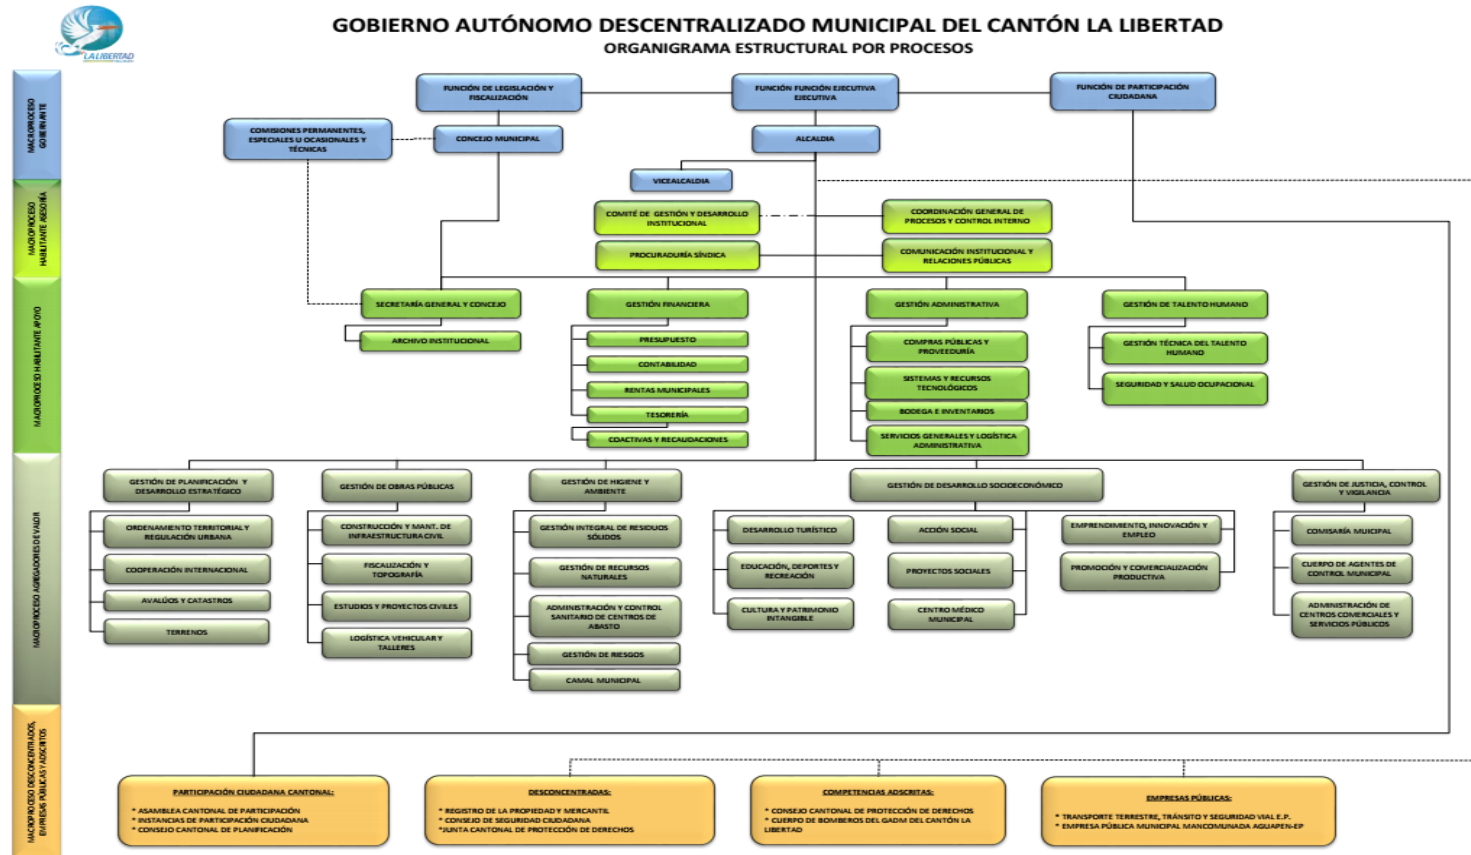 GOBIERNO AUTÓNOMO DESCENTRALIZADO MUNICIPAL DEL CANTÓN LA LIBERTAD
ORGANIGRAMA ESTRUCTURAL POR PROCESOS
LA LIBERTAD
MACROPROCESO
GOBERNANTE
FUNCIÓN DE LEGISLACIÓN Y
FISCALIZACIÓN
FUNCIÓN FUNCIÓN EJECUTIVA
EJECUTIVA
FUNCIÓN DE PARTICIPACIÓN
CIUDADANA
COMISIONES PERMANENTES,
ESPECIALES U OCASIONALES Y
TÉCNICAS
CONCEJO MUNICIPAL
ALCALDIA
VICEALCALDIA
MACROPROCESO
HABILITANTE ASESORÍA
COMITÉ DE GESTIÓN Y DESARROLLO
INSTITUCIONAL
COORDINACIÓN GENERAL DE
PROCESOS Y CONTROL INTERNO
PROCURADURÍA SÍNDICA
COMUNICACIÓN INSTITUCIONAL Y
RELACIONES PÚBLICAS
MACROPROCESO HABILITANTE APOYO
SECRETARÍA GENERAL Y CONCEJO
ARCHIVO INSTITUCIONAL
GESTIÓN FINANCIERA
PRESUPUESTO
CONTABILIDAD
RENTAS MUNICIPALES
TESORERÍA
COACTIVAS Y RECAUDACIONES
GESTIÓN ADMINISTRATIVA
COMPRAS PÚBLICAS Y
PROVEEDURÍA
SISTEMAS Y RECURSOS
TECNOLÓGICOS
BODEGA E INVENTARIOS
SERVICIOS GENERALES Y LOGÍSTICA
ADMINISTRATIVA
GESTIÓN DE TALENTO HUMANO
GESTIÓN TÉCNICA DEL TALENTO
HUMANO
SEGURIDAD Y SALUD OCUPACIONAL
MACROPROCESO AGREGADORES DE VALOR
GESTIÓN DE PLANIFICACIÓN Y
DESARROLLO ESTRATÉGICO
ORDENAMIENTO TERRITORIAL Y
REGULACIÓN URBANA
COOPERACIÓN INTERNACIONAL
AVALÚOS Y CATASTROS
TERRENOS
GESTIÓN DE OBRAS PÚBLICAS
CONSTRUCCIÓN Y MANT. DE
INFRAESTRUCTURA CIVIL
FISCALIZACIÓN Y
TOPOGRAFÍA
ESTUDIOS Y PROYECTOS CIVILES
LOGÍSTICA VEHICULAR Y
TALLERES
GESTIÓN DE HIGIENE Y
AMBIENTE
GESTIÓN INTEGRAL DE RESIDUOS
SÓLIDOS
GESTIÓN DE RECURSOS
NATURALES
ADMINISTRACIÓN Y CONTROL
SANITARIO DE CENTROS DE
ABASTO
GESTIÓN DE RIESGOS
CAMAL MUNICIPAL
GESTIÓN DE DESARROLLO SOCIOECONÓMICO
DESARROLLO TURÍSTICO
EDUCACIÓN, DEPORTES Y
RECREACIÓN
CULTURA Y PATRIMONIO
INTANGIBLE
ACCIÓN SOCIAL
PROYECTOS SOCIALES
CENTRO MÉDICO
MUNICIPAL
EMPRENDIMIENTO, INNOVACIÓN Y
EMPLEO
PROMOCIÓN Y COMERCIALIZACIÓN
PRODUCTIVA
GESTIÓN DE JUSTICIA, CONTROL
Y VIGILANCIA
COMISARÍA MUICIPAL
CUERPO DE AGENTES DE
CONTROL MUNICIPAL
ADMINISTRACIÓN DE
CENTROS COMERCIALES Y
SERVICIOS PÚBLICOS
MACROPROCESO DESCONCENTRADOS,
EMPRESAS PÚBLICAS Y ADSCRITOS
PARTICIPACIÓN CIUDADANA CANTONAL:
* ASAMBLEA CANTONAL DE PARTICIPACIÓN
* INSTANCIAS DE PARTICIPACIÓN CIUDADANA
* CONSEJO CANTONAL DE PLANIFICACIÓN
DESCONCENTRADAS:
* REGISTRO DE LA PROPIEDAD Y MERCANTIL
* CONSEJO DE SEGURIDAD CIUDADANA
*JUNTA CANTONAL DE PROTECCIÓN DE DERECHOS
COMPETENCIAS ADSCRITAS:
* CONSEJO CANTONAL DE PROTECCIÓN DE DERECHOS
* CUERPO DE BOMBEROS DEL GADM DEL CANTÓN LA
LIBERTAD
EMPRESAS PÚBLICAS:
* TRANSPORTE TERRESTRE, TRÁNSITO Y SEGURIDAD VIAL E.P.
* EMPRESA PÚBLICA MUNICIPAL MANCOMUNADA AGUAPEN-EP